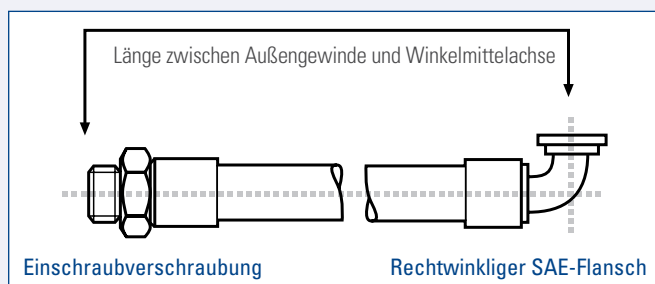 Länge zwischen Außengewinde und Winkelmittelachse
Einschraubverschraubung
Rechtwinkliger SAE-Flansch